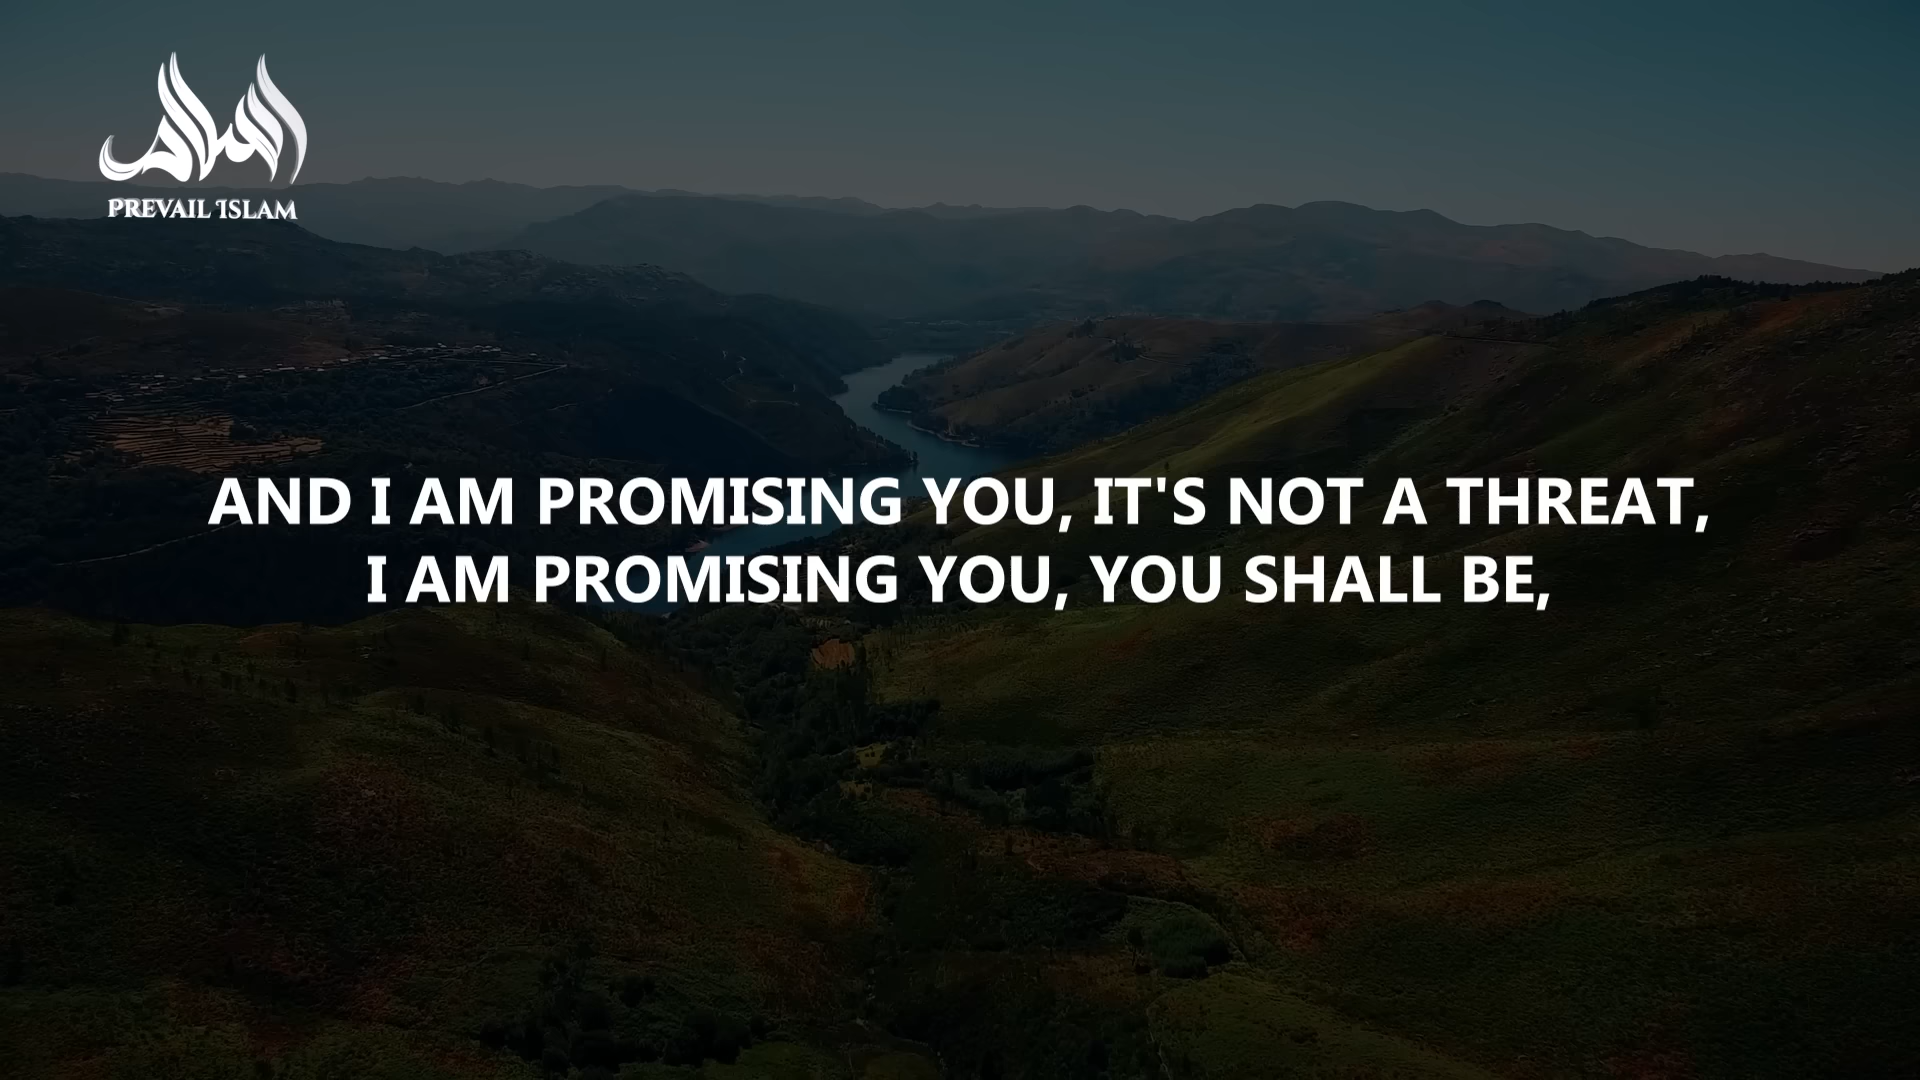 PREVAIL ISLAM
AND I AM PROMISING YOU, IT'S NOT A THREAT,
I AM PROMISING YOU, YOU SHALL BE,